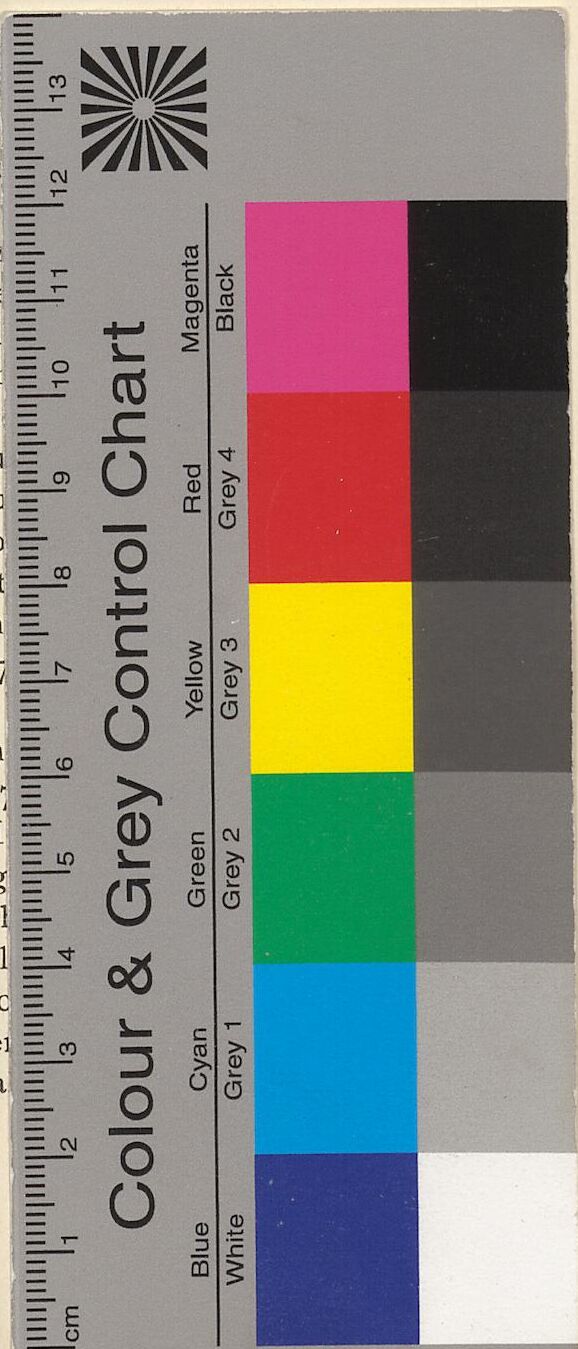 cm 1 2 3 4 5 6 7 8 9 10 11 12 13
Colour & Grey Control Chart
Blue Cyan Green Yellow Red Magenta
White Grey 1 Grey 2 Grey 3 Grey 4 Black